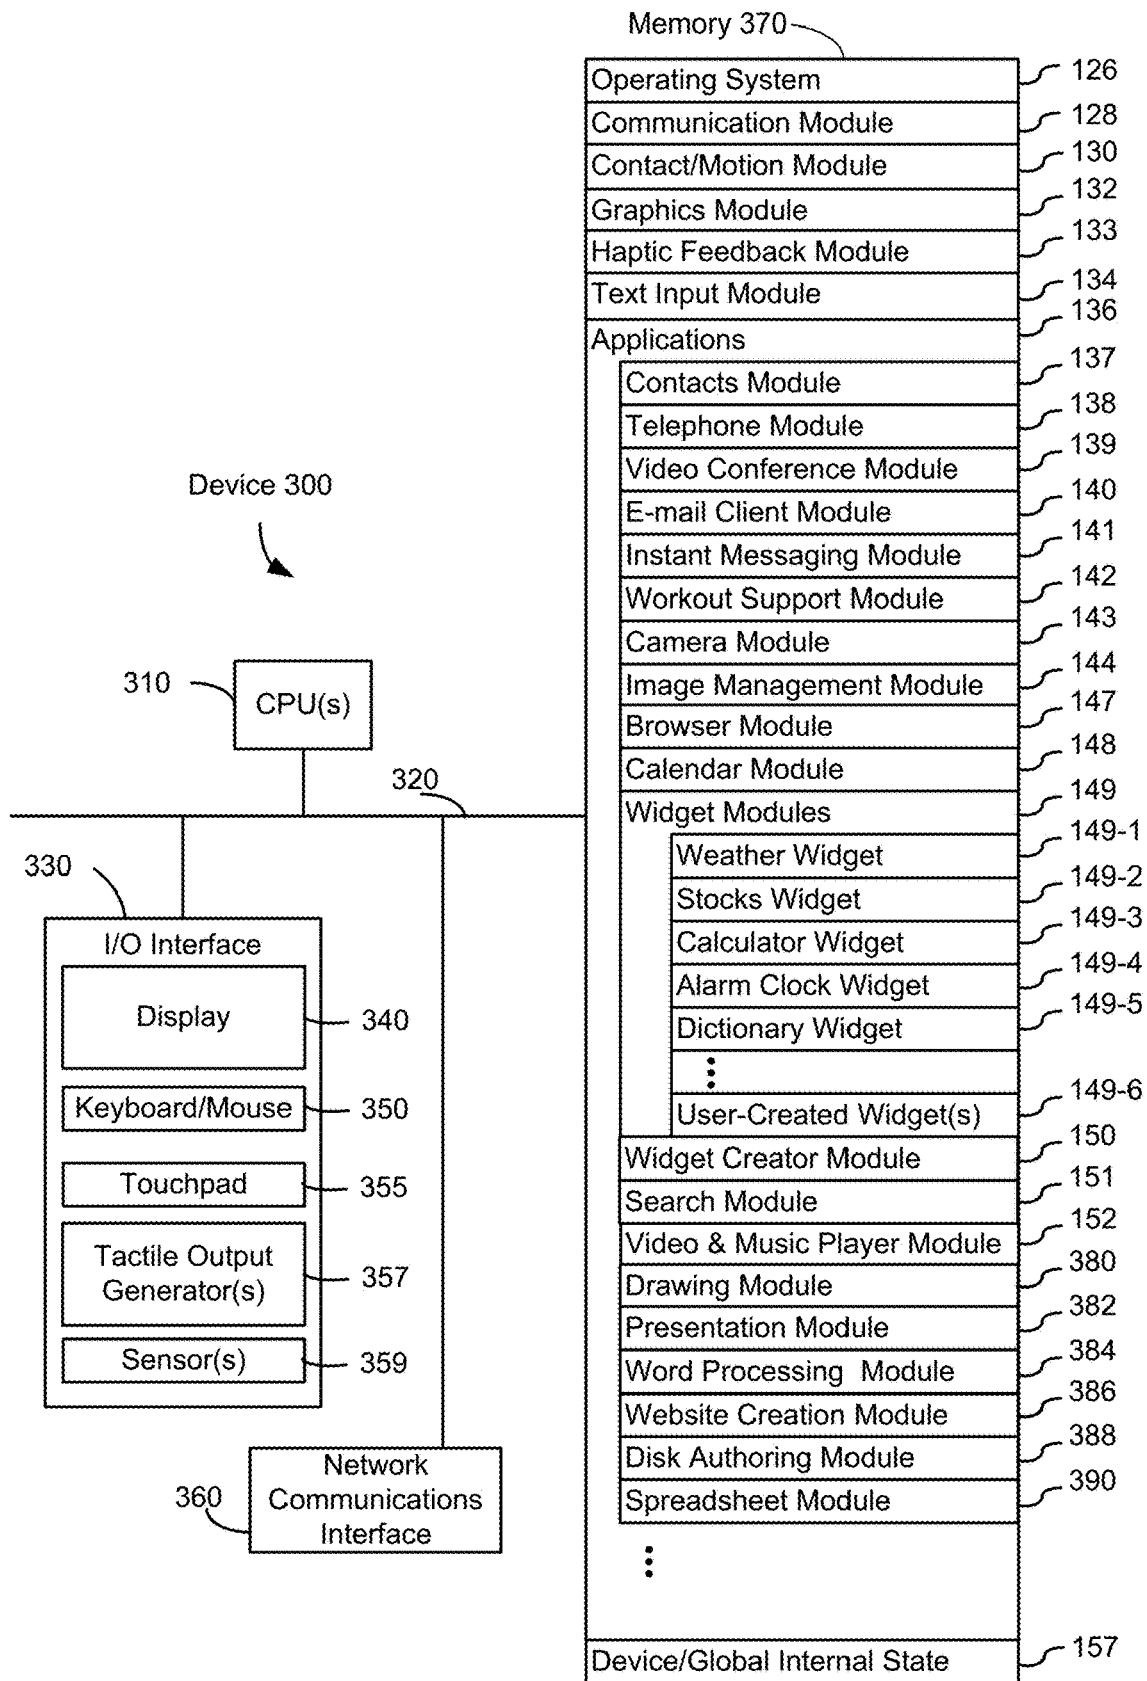 Memory 370
Operating System 126
Communication Module 128
Contact/Motion Module 130
Graphics Module 132
Haptic Feedback Module 133
Text Input Module 134
Applications 136
Contacts Module 137
Telephone Module 138
Video Conference Module 139
E-mail Client Module 140
Instant Messaging Module 141
Workout Support Module 142
Camera Module 143
Image Management Module 144
Browser Module 147
Calendar Module 148
Widget Modules 149
Weather Widget 149-1
Stocks Widget 149-2
Calculator Widget 149-3
Alarm Clock Widget 149-4
Dictionary Widget 149-5
User-Created Widget(s) 149-6
Widget Creator Module 150
Search Module 151
Video & Music Player Module 152
Drawing Module 380
Presentation Module 382
Word Processing Module 384
Website Creation Module 386
Disk Authoring Module 388
Spreadsheet Module 390
Device/Global Internal State 157
Device 300
310
CPU(s)
320
330
I/O Interface
Display 340
Keyboard/Mouse 350
Touchpad 355
Tactile Output
Generator(s) 357
Sensor(s) 359
360
Network
Communications
Interface